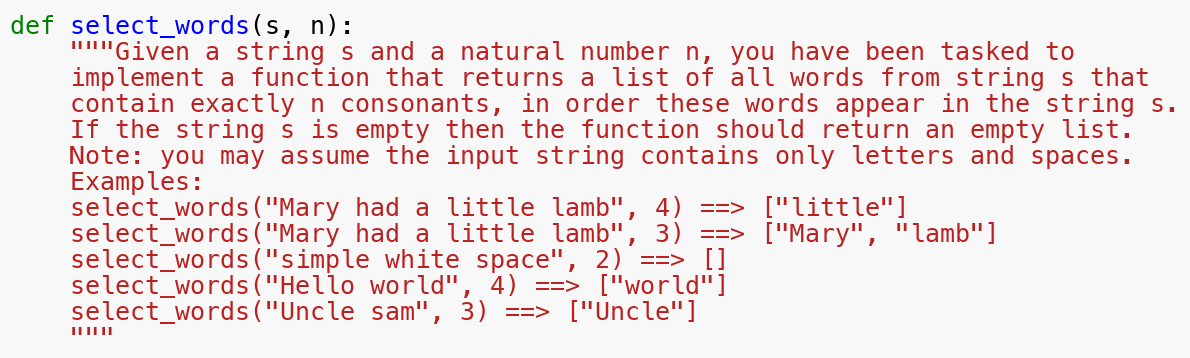 def select_words(s, n):
    """Given a string s and a natural number n, you have been tasked to
    implement a function that returns a list of all words from string s that
    contain exactly n consonants, in order these words appear in the string s.
    If the string s is empty then the function should return an empty list.
    Note: you may assume the input string contains only letters and spaces.
    Examples:
    select_words("Mary had a little lamb", 4) ==> ["little"]
    select_words("Mary had a little lamb", 3) ==> ["Mary", "lamb"]
    select_words("simple white space", 2) ==> []
    select_words("Hello world", 4) ==> ["world"]
    select_words("Uncle sam", 3) ==> ["Uncle"]
    """